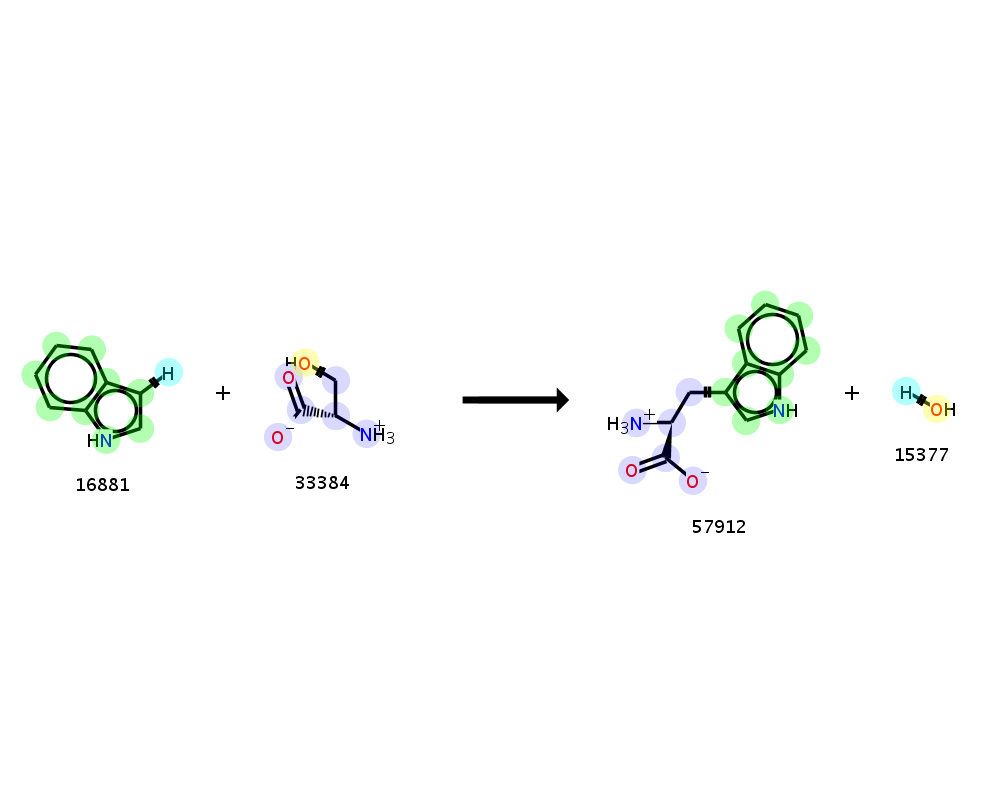 H
HN
+
HO
O
O−
NH3+
H3N+
O
O−
NH
+
H
OH
16881
33384
57912
15377